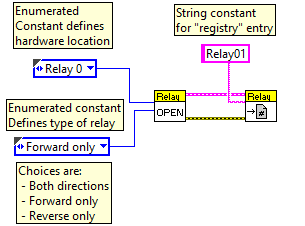 Enumerated
Constant defines
hardware location
String constant
for "registry" entry
Relay 0
Relay01
Enumerated constant
Defines type of relay
Relay
OPEN
Relay
#
Forward only
Choices are:
- Both directions
- Forward only
- Reverse only